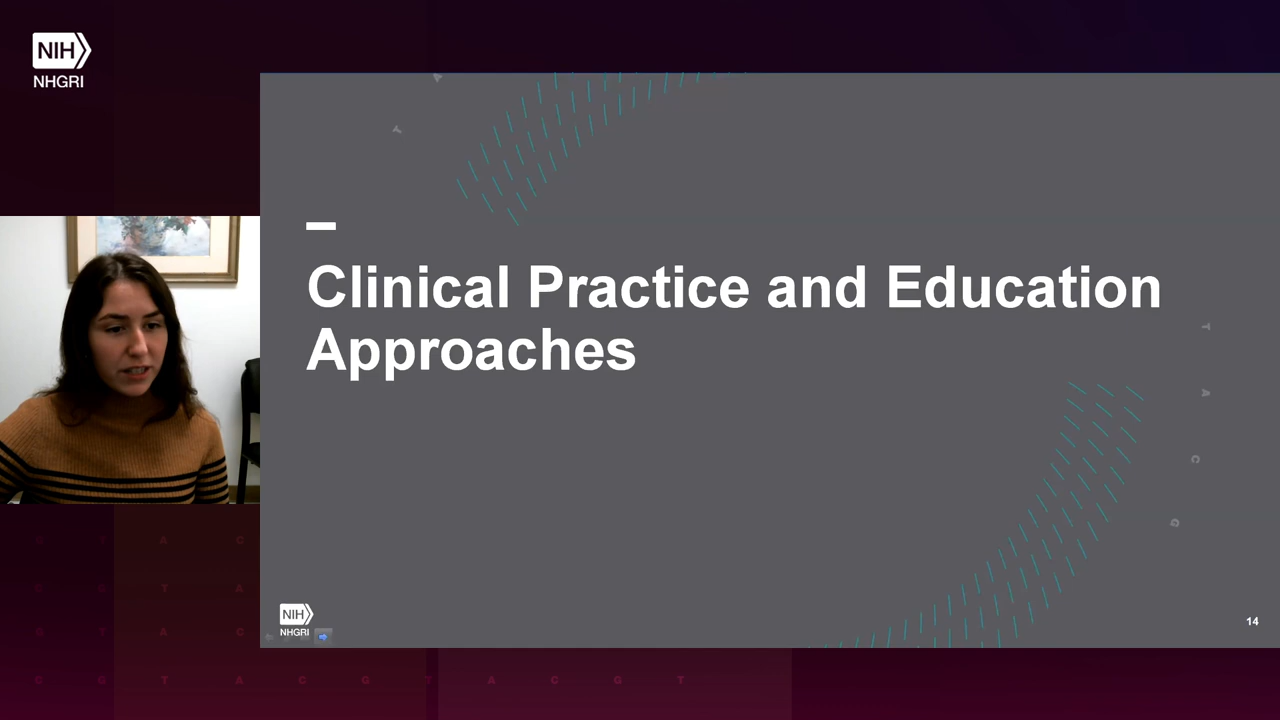 NIH
NHGRI
A
T
Clinical Practice and Education
Approaches
T
A
C
G
G T A C
G G T A
G T A C
C G T A C G T A C G T
NIH
NHGRI
14